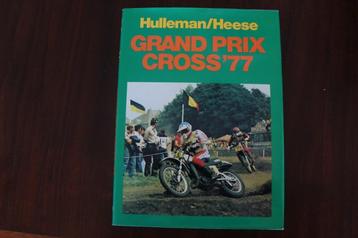 Hulleman/Heese
GRAND PRIX
CROSS '77